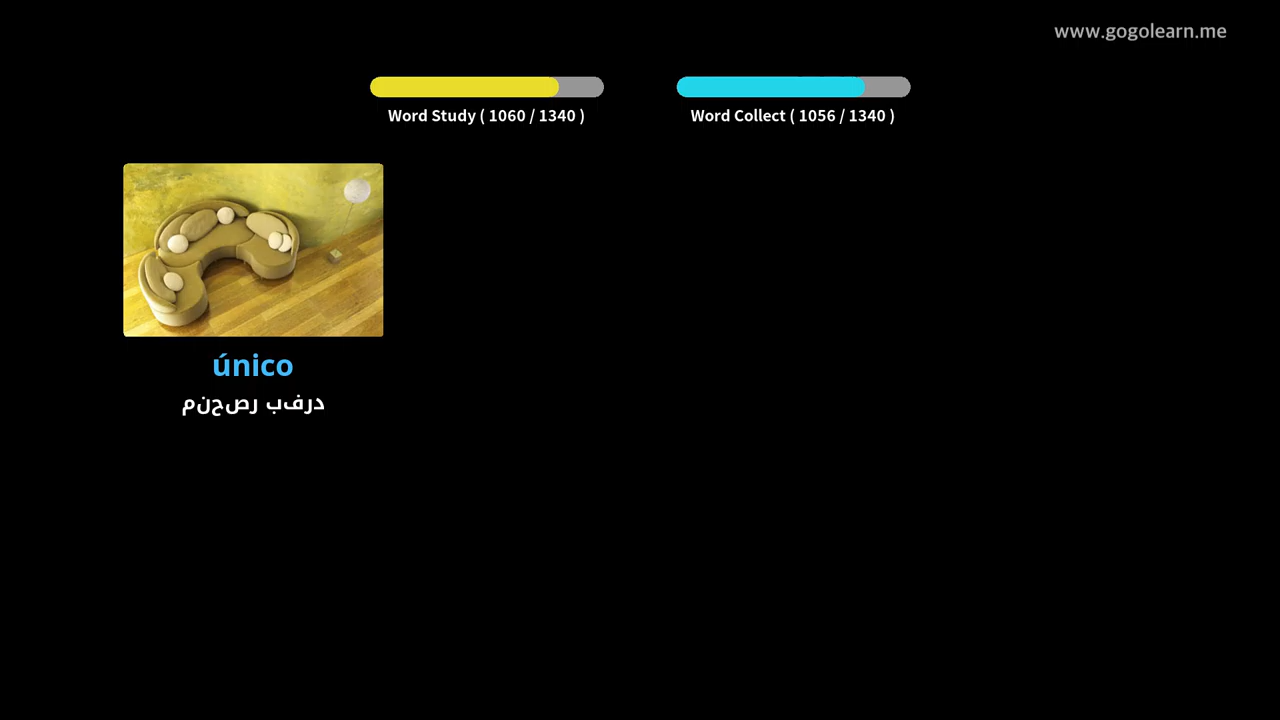 www.gogolearn.me
Word Study ( 1060 / 1340 )
Word Collect ( 1056 / 1340 )
único
درفب رصحنم